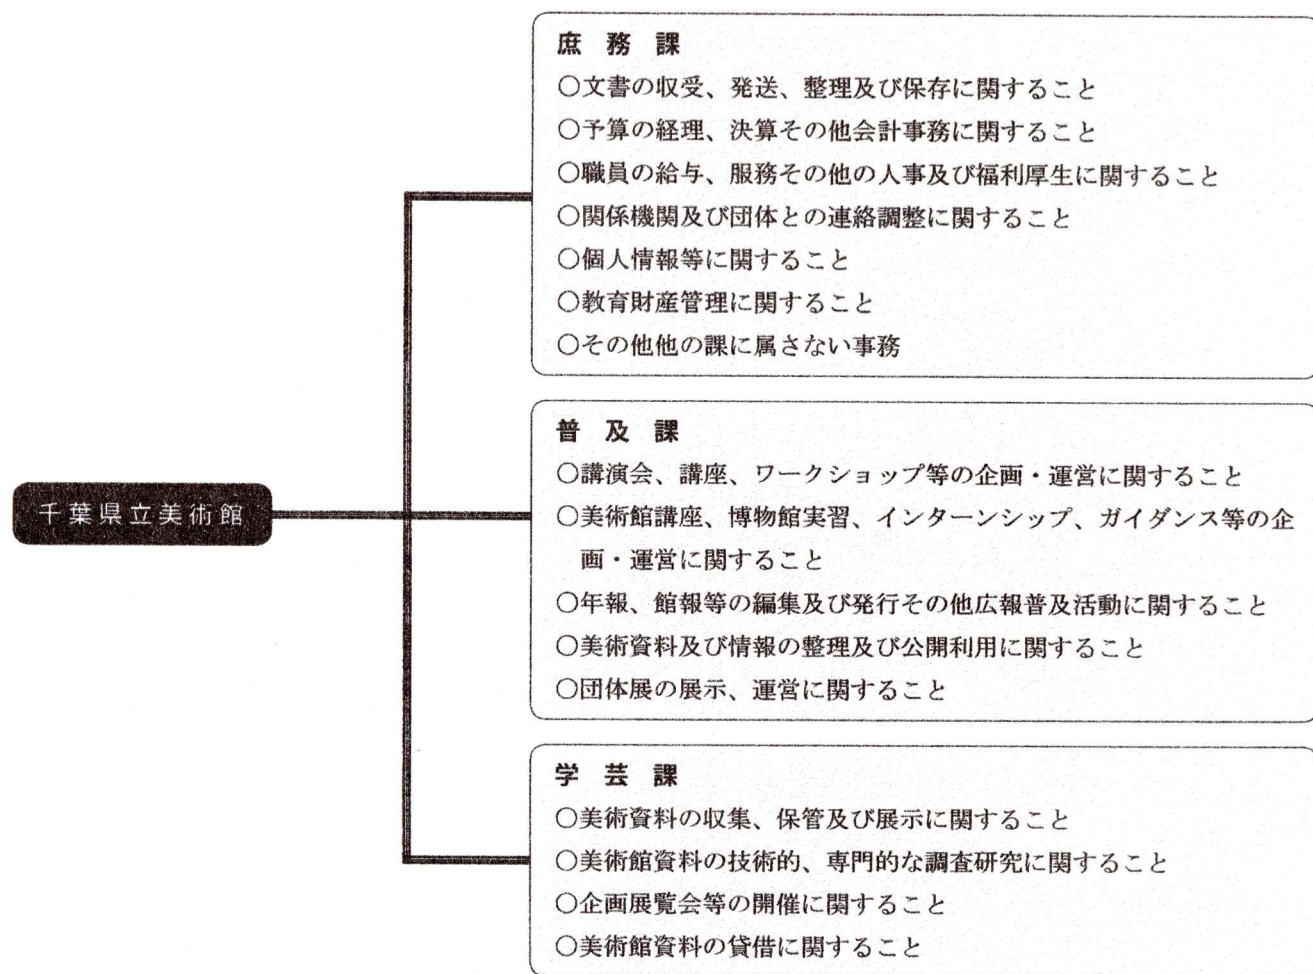 庶務課
○文書の収受、発送、整理及び保存に関すること
○予算の経理、決算その他会計事務に関すること
○職員の給与、服務その他の人事及び福利厚生に関すること
○関係機関及び団体との連絡調整に関すること
○個人情報等に関すること
○教育財産管理に関すること
○その他他の課に属さない事務
千葉県立美術館
普及課
○講演会、講座、ワークショップ等の企画・運営に関すること
○美術館講座、博物館実習、インターンシップ、ガイダンス等の企
画・運営に関すること
○年報、館報等の編集及び発行その他広報普及活動に関すること
○美術資料及び情報の整理及び公開利用に関すること
○団体展の展示、運営に関すること
学芸課
○美術資料の収集、保管及び展示に関すること
○美術館資料の技術的、専門的な調査研究に関すること
○企画展覧会等の開催に関すること
○美術館資料の貸借に関すること